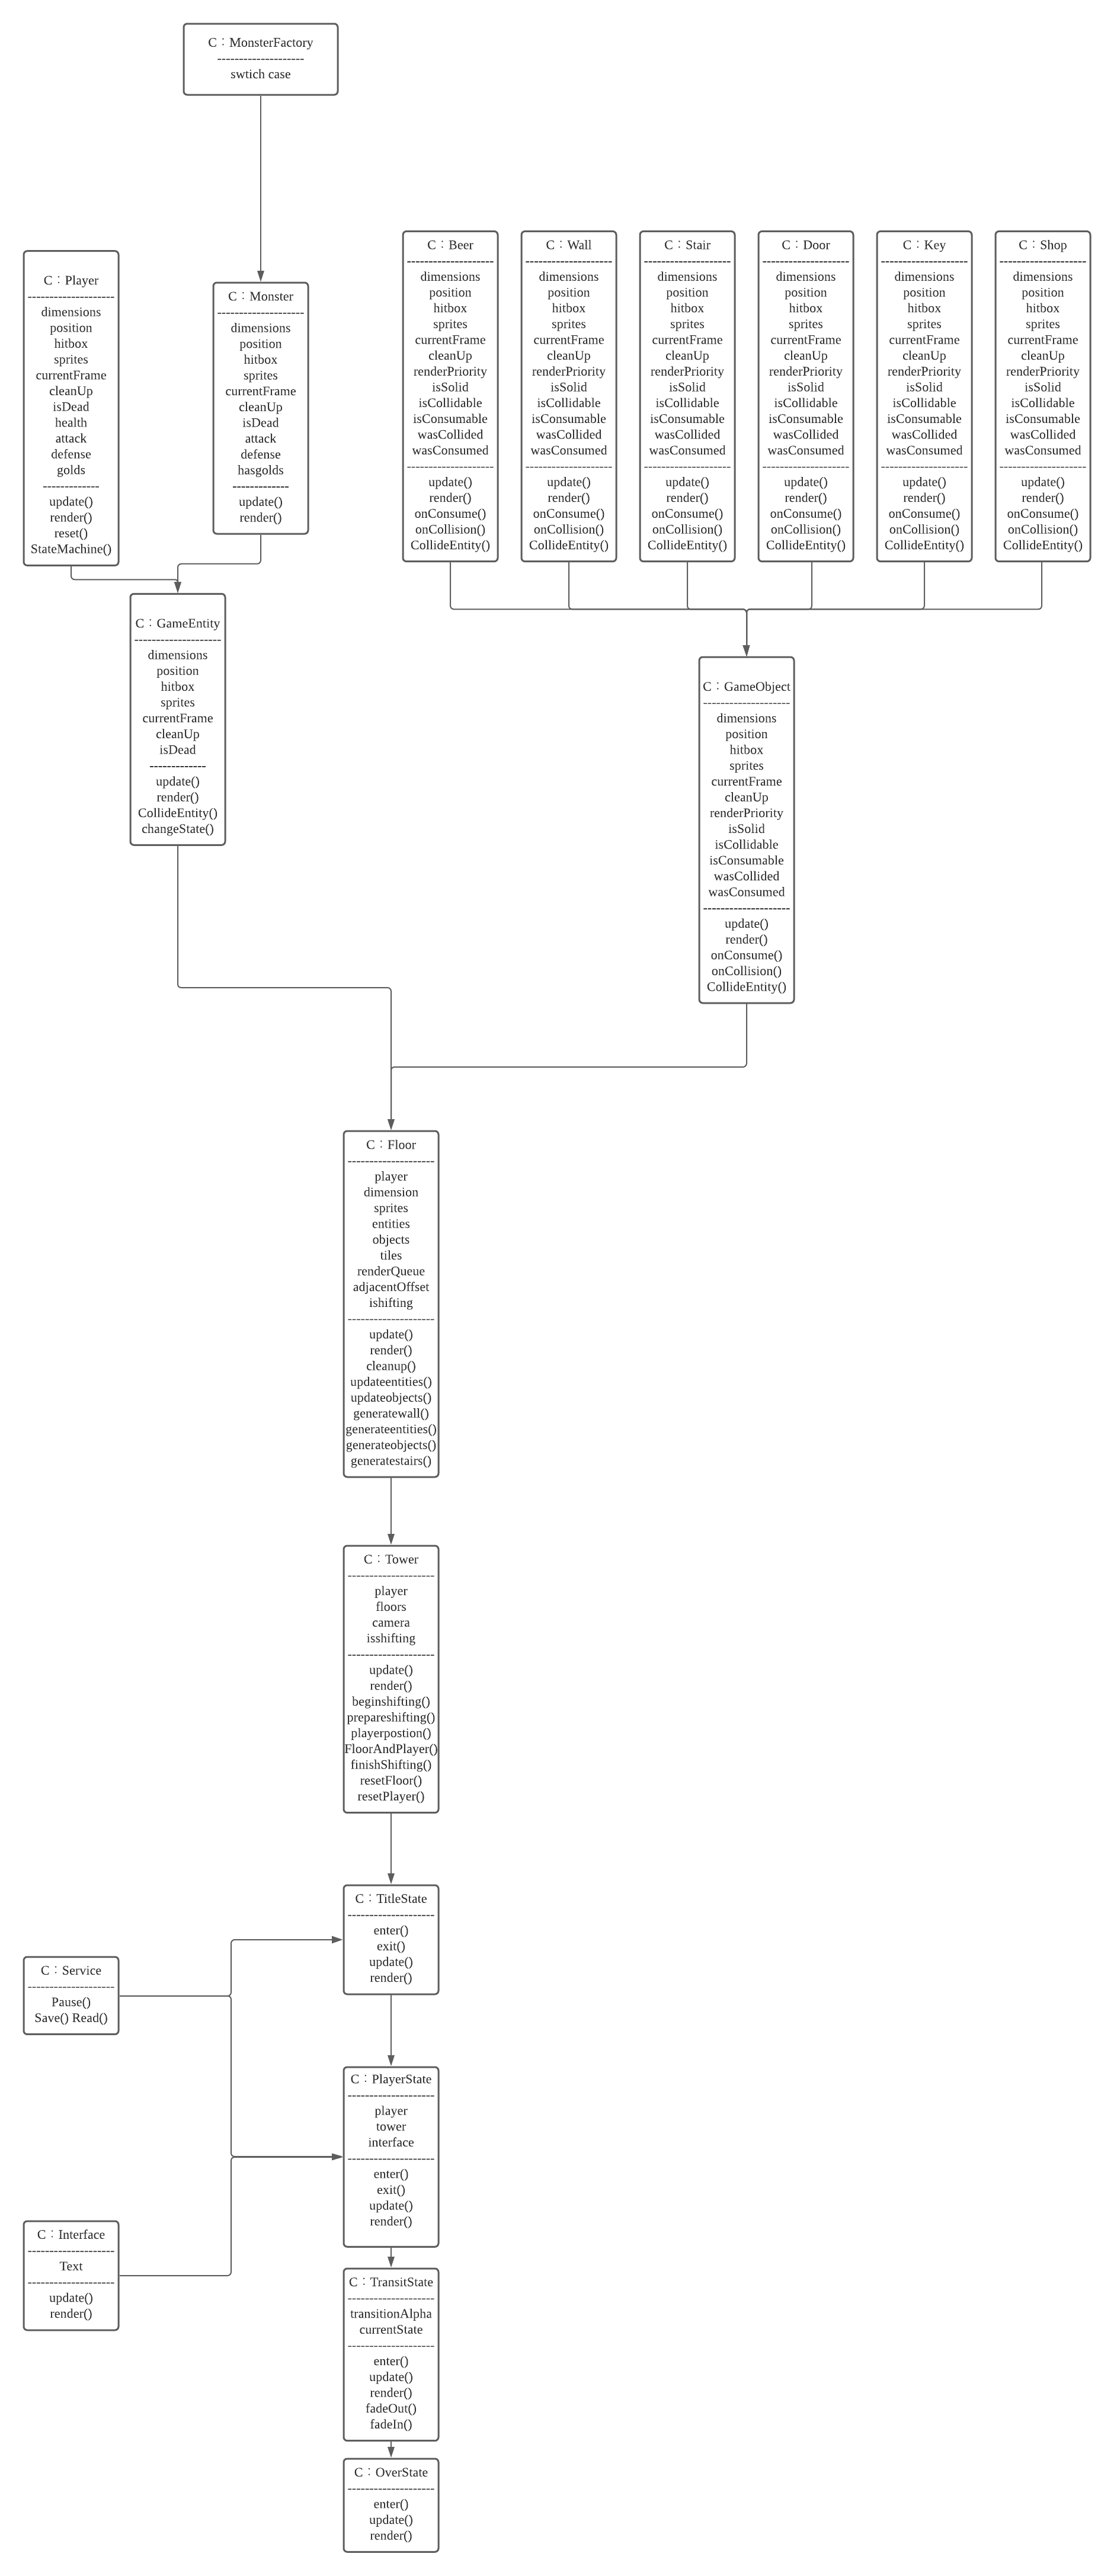 C：MonsterFactory
--------------------
swtich case
C：Player
--------------------
dimensions
position
hitbox
sprites
currentFrame
cleanUp
isDead
health
attack
defense
golds
-------------
update()
render()
reset()
StateMachine()
C：Monster
--------------------
dimensions
position
hitbox
sprites
currentFrame
cleanUp
isDead
attack
defense
hasgolds
-------------
update()
render()
C：Beer
--------------------
dimensions
position
hitbox
sprites
currentFrame
cleanUp
renderPriority
isSolid
isCollidable
isConsumable
wasCollided
wasConsumed
--------------------
update()
render()
onConsume()
onCollision()
CollideEntity()
C：Wall
--------------------
dimensions
position
hitbox
sprites
currentFrame
cleanUp
renderPriority
isSolid
isCollidable
isConsumable
wasCollided
wasConsumed
--------------------
update()
render()
onConsume()
onCollision()
CollideEntity()
C：Stair
--------------------
dimensions
position
hitbox
sprites
currentFrame
cleanUp
renderPriority
isSolid
isCollidable
isConsumable
wasCollided
wasConsumed
--------------------
update()
render()
onConsume()
onCollision()
CollideEntity()
C：Door
--------------------
dimensions
position
hitbox
sprites
currentFrame
cleanUp
renderPriority
isSolid
isCollidable
isConsumable
wasCollided
wasConsumed
--------------------
update()
render()
onConsume()
onCollision()
CollideEntity()
C：Key
--------------------
dimensions
position
hitbox
sprites
currentFrame
cleanUp
renderPriority
isSolid
isCollidable
isConsumable
wasCollided
wasConsumed
--------------------
update()
render()
onConsume()
onCollision()
CollideEntity()
C：Shop
--------------------
dimensions
position
hitbox
sprites
currentFrame
cleanUp
renderPriority
isSolid
isCollidable
isConsumable
wasCollided
wasConsumed
--------------------
update()
render()
onConsume()
onCollision()
CollideEntity()
C：GameEntity
--------------------
dimensions
position
hitbox
sprites
currentFrame
cleanUp
isDead
-------------
update()
render()
CollideEntity()
changeState()
C：GameObject
--------------------
dimensions
position
hitbox
sprites
currentFrame
cleanUp
renderPriority
isSolid
isCollidable
isConsumable
wasCollided
wasConsumed
--------------------
update()
render()
onConsume()
onCollision()
CollideEntity()
C：Floor
--------------------
player
dimension
sprites
entities
objects
tiles
renderQueue
adjacentOffset
ishifting
--------------------
update()
render()
cleanup()
updateentities()
updateobjects()
generatewall()
generateentities()
generateobjects()
generatestairs()
C：Tower
--------------------
player
floors
camera
isshifting
--------------------
update()
render()
beginshifting()
prepareshifting()
playerpostion()
FloorAndPlayer()
finishShifting()
resetFloor()
resetPlayer()
C：TitleState
--------------------
enter()
exit()
update()
render()
C：Service
--------------------
Pause()
Save() Read()
C：PlayerState
--------------------
player
tower
interface
--------------------
enter()
exit()
update()
render()
C：Interface
--------------------
Text
--------------------
update()
render()
C：TransitState
--------------------
transitionAlpha
currentState
--------------------
enter()
update()
render()
fadeOut()
fadeIn()
C：OverState
--------------------
enter()
update()
render()